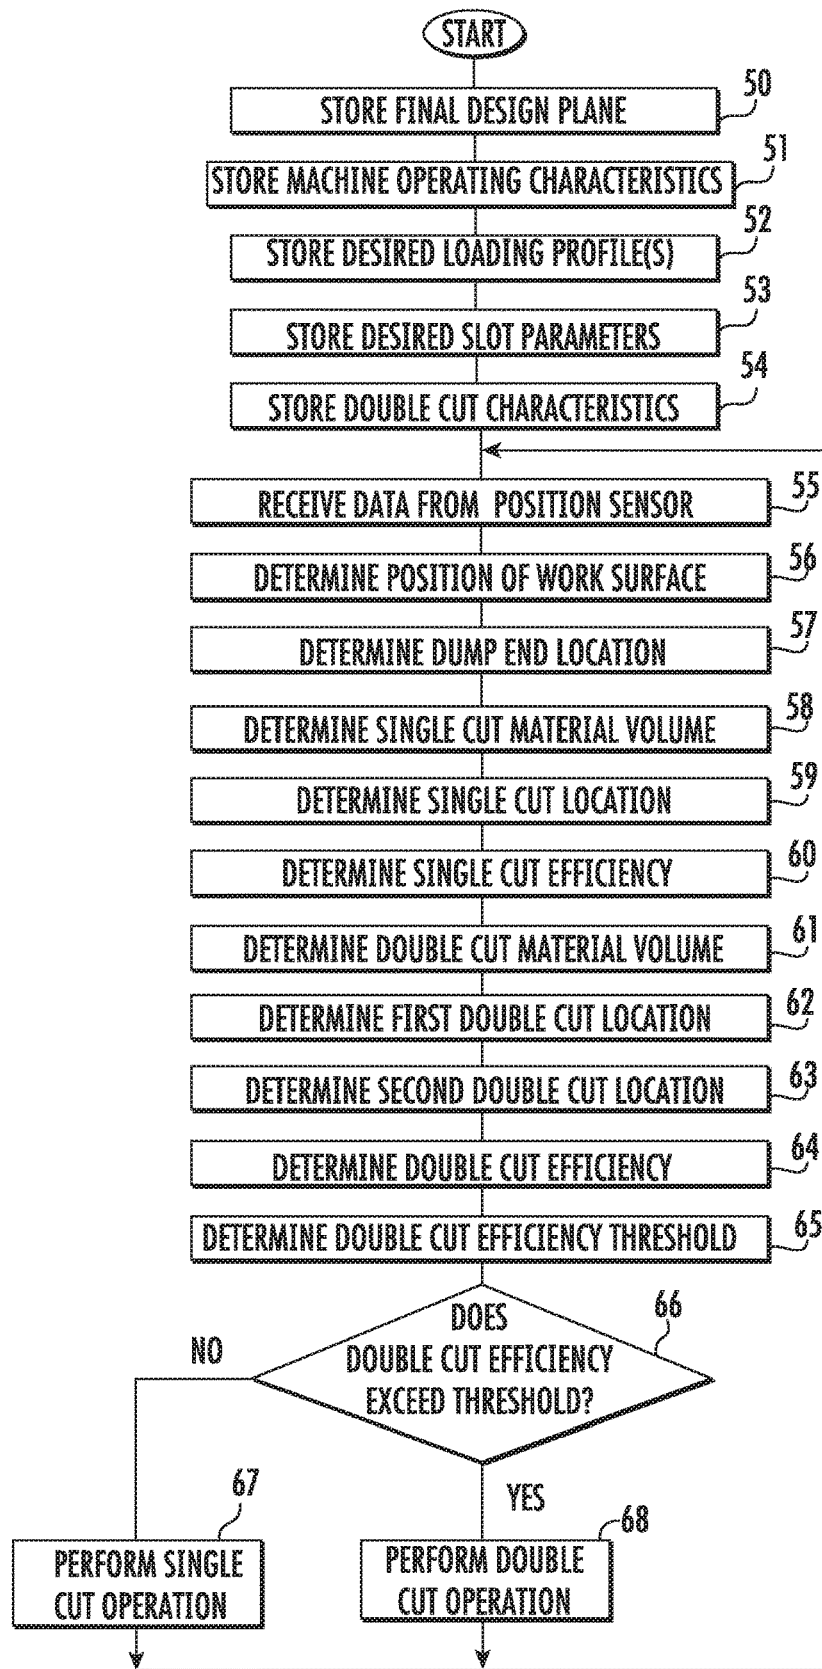 START
50
STORE FINAL DESIGN PLANE
51
STORE MACHINE OPERATING CHARACTERISTICS
52
STORE DESIRED LOADING PROFILE(S)
53
STORE DESIRED SLOT PARAMETERS
54
STORE DOUBLE CUT CHARACTERISTICS
55
RECEIVE DATA FROM POSITION SENSOR
56
DETERMINE POSITION OF WORK SURFACE
57
DETERMINE DUMP END LOCATION
58
DETERMINE SINGLE CUT MATERIAL VOLUME
59
DETERMINE SINGLE CUT LOCATION
60
DETERMINE SINGLE CUT EFFICIENCY
61
DETERMINE DOUBLE CUT MATERIAL VOLUME
62
DETERMINE FIRST DOUBLE CUT LOCATION
63
DETERMINE SECOND DOUBLE CUT LOCATION
64
DETERMINE DOUBLE CUT EFFICIENCY
65
DETERMINE DOUBLE CUT EFFICIENCY THRESHOLD
66
DOES
DOUBLE CUT EFFICIENCY
EXCEED THRESHOLD?
NO
YES
67
PERFORM SINGLE
CUT OPERATION
68
PERFORM DOUBLE
CUT OPERATION